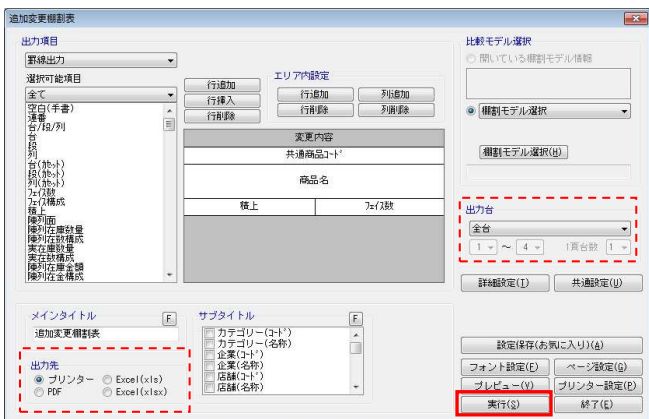 追加変更棚割表
出力項目
罫線出力
選択可能項目
全て
空白(手書)
連番
台/段/列
台
段
列
台(カセット)
段(カセット)
列(カセット)
フェイス数
フェイス構成
積上
陳列面
陳列在庫数量
陳列在数構成
実在庫数量
実在数構成
陳列在庫金額
陳列在金構成
行追加
行挿入
行削除
エリア内設定
行追加
列追加
行削除
列削除
変更内容
共通商品コード
商品名
積上
フェイス数
比較モデル選択
開いている棚割モデル情報
棚割モデル選択
棚割モデル選択(H)
出力台
全台
1 ~ 4
1頁台数 1
詳細設定(I)
共通設定(U)
メインタイトル
F
追加変更棚割表
サブタイトル
F
カテゴリー(コード)
カテゴリー(名称)
企業(コード)
企業(名称)
店舗(コード)
店舗(名称)
出力先
プリンター
Excel(xls)
PDF
Excel(xlsx)
設定保存(お気に入り)(A)
フォント設定(F)
ページ設定(G)
プレビュー(V)
プリンター設定(P)
実行(S)
終了(E)